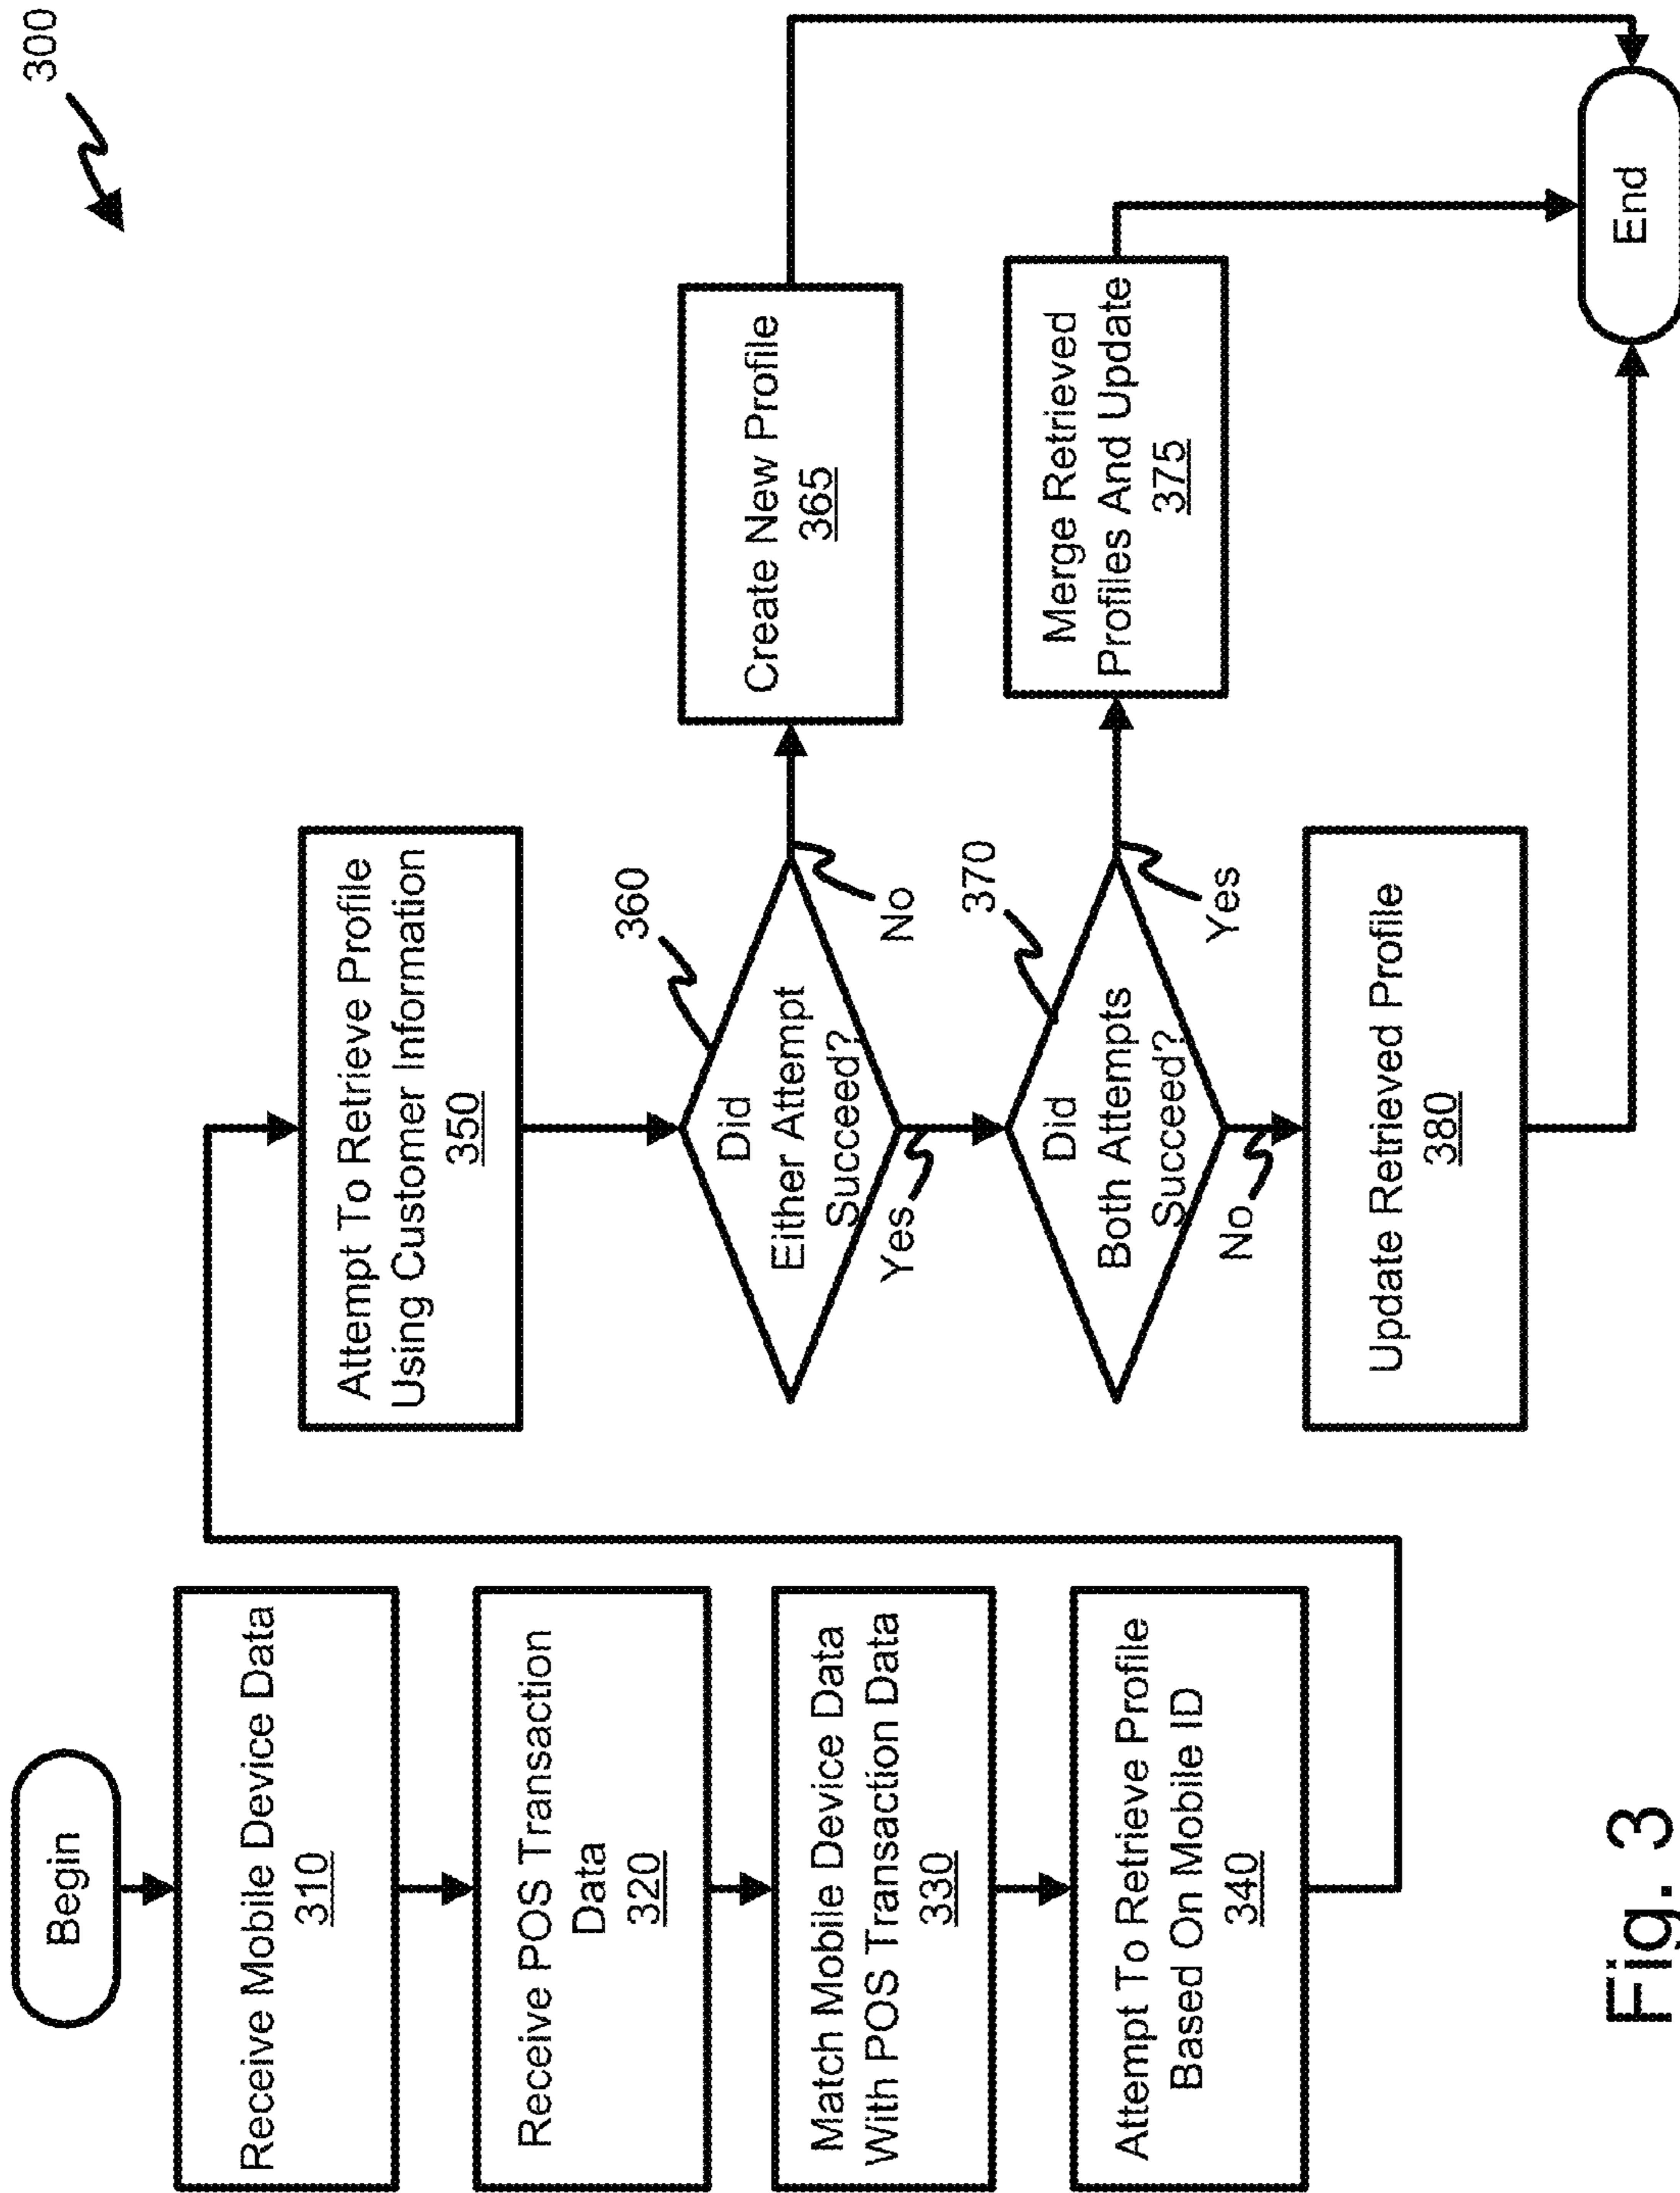 300
Begin
Receive Mobile Device Data
310
Receive POS Transaction
Data
320
Match Mobile Device Data
With POS Transaction Data
330
Attempt To Retrieve Profile
Based On Mobile ID
340
Attempt To Retrieve Profile
Using Customer Information
350
360
Did
Either Attempt
Succeed?
No
Yes
Create New Profile
365
370
Did
Both Attempts
Succeed?
Yes
No
Merge Retrieved
Profiles And Update
375
Update Retrieved Profile
380
End
Fig. 3